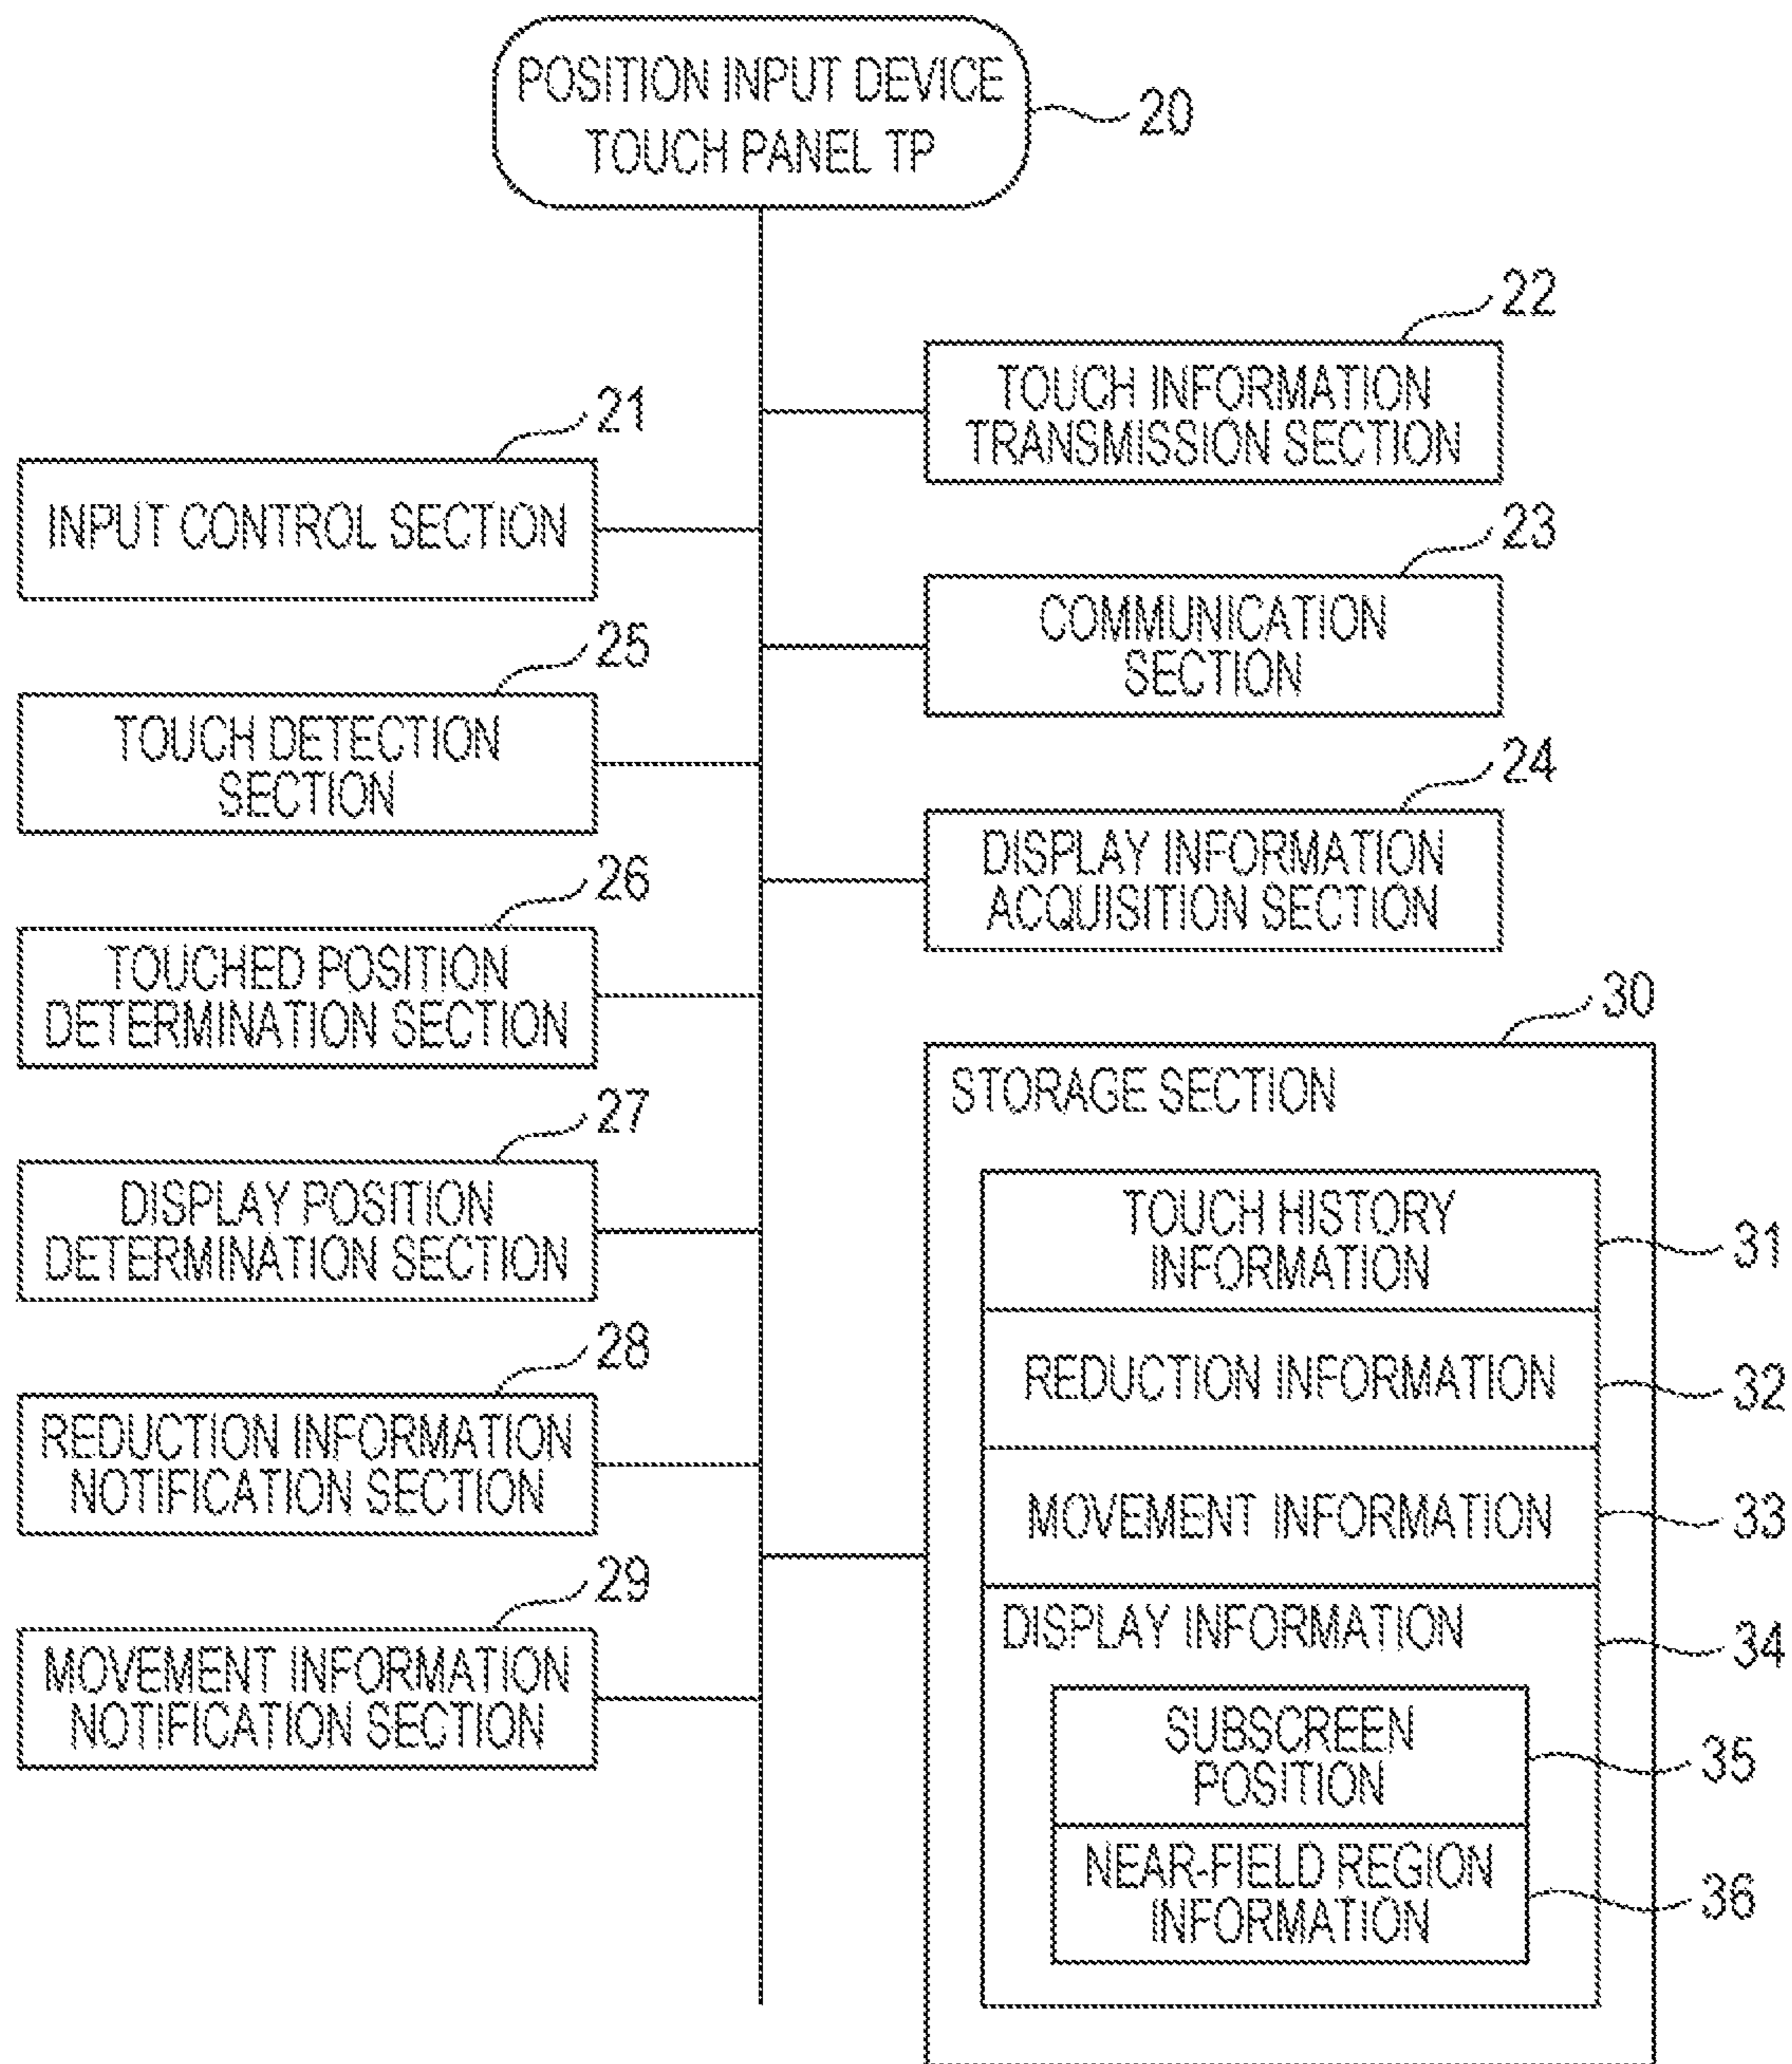 POSITION INPUT DEVICE
TOUCH PANEL TP
20
22
TOUCH INFORMATION
TRANSMISSION SECTION
21
INPUT CONTROL SECTION
23
COMMUNICATION
SECTION
25
TOUCH DETECTION
SECTION
24
DISPLAY INFORMATION
ACQUISITION SECTION
26
TOUCHED POSITION
DETERMINATION SECTION
27
DISPLAY POSITION
DETERMINATION SECTION
28
REDUCTION INFORMATION
NOTIFICATION SECTION
29
MOVEMENT INFORMATION
NOTIFICATION SECTION
30
STORAGE SECTION
TOUCH HISTORY
INFORMATION
31
REDUCTION INFORMATION
32
MOVEMENT INFORMATION
33
DISPLAY INFORMATION
34
SUBSCREEN
POSITION
35
NEAR-FIELD REGION
INFORMATION
36